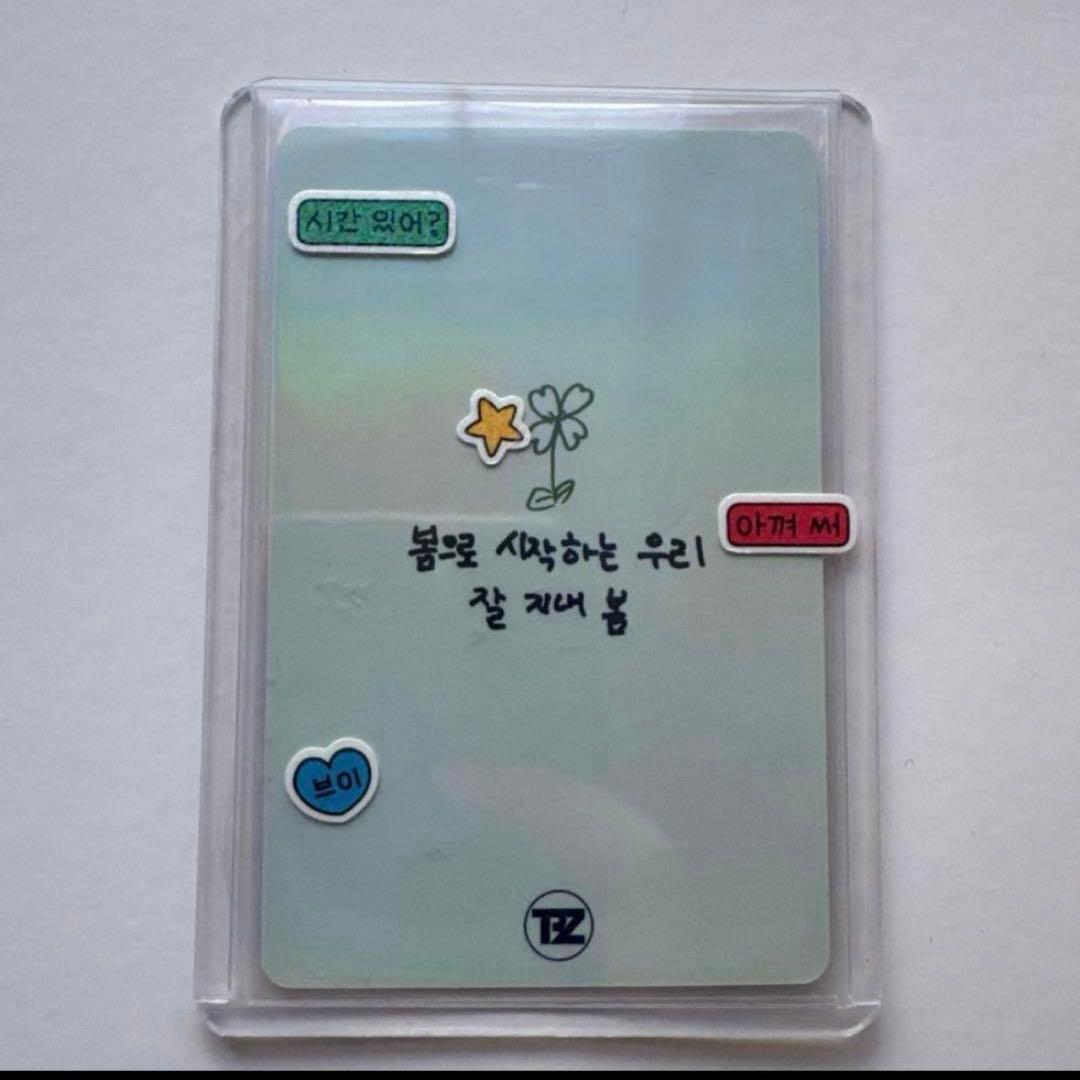 시간 있어?
아껴 써
봄으로 시작하는 우리
잘 지내 봄
브이
TBZ